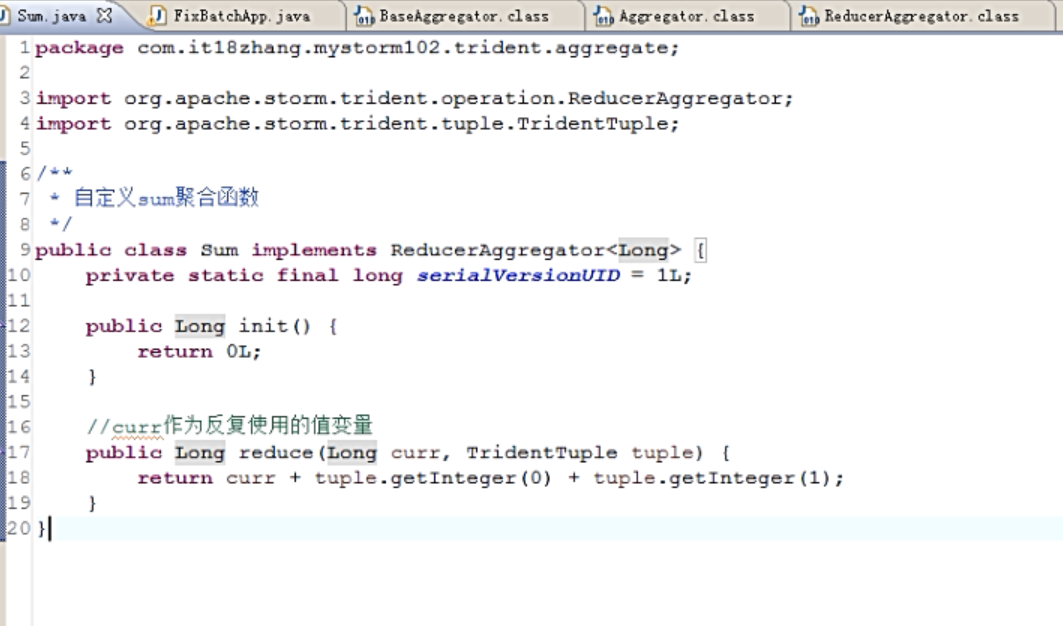 Sum.java FixBatchApp.java BaseAggregator.class Aggregator.class ReducerAggregator.class
1 package com.it18zhang.mystorm102.trident.aggregate;
2
3 import org.apache.storm.trident.operation.ReducerAggregator;
4 import org.apache.storm.trident.tuple.TridentTuple;
5
6 /**
7  * 自定义sum聚合函数
8  */
9 public class Sum implements ReducerAggregator<Long> {
10     private static final long serialVersionUID = 1L;
11
12     public Long init() {
13         return 0L;
14     }
15
16     //curr作为反复使用的值变量
17     public Long reduce(Long curr, TridentTuple tuple) {
18         return curr + tuple.getInteger(0) + tuple.getInteger(1);
19     }
20 }